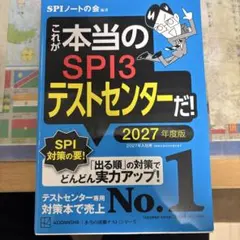 SPIノートの会 編著
これが
本当の
SPI3
テストセンターだ!
2027年度版
SPI
対策の要!
「出る順」の対策で
どんどん実力アップ!
テストセンター専用
対策本で売上
No.1